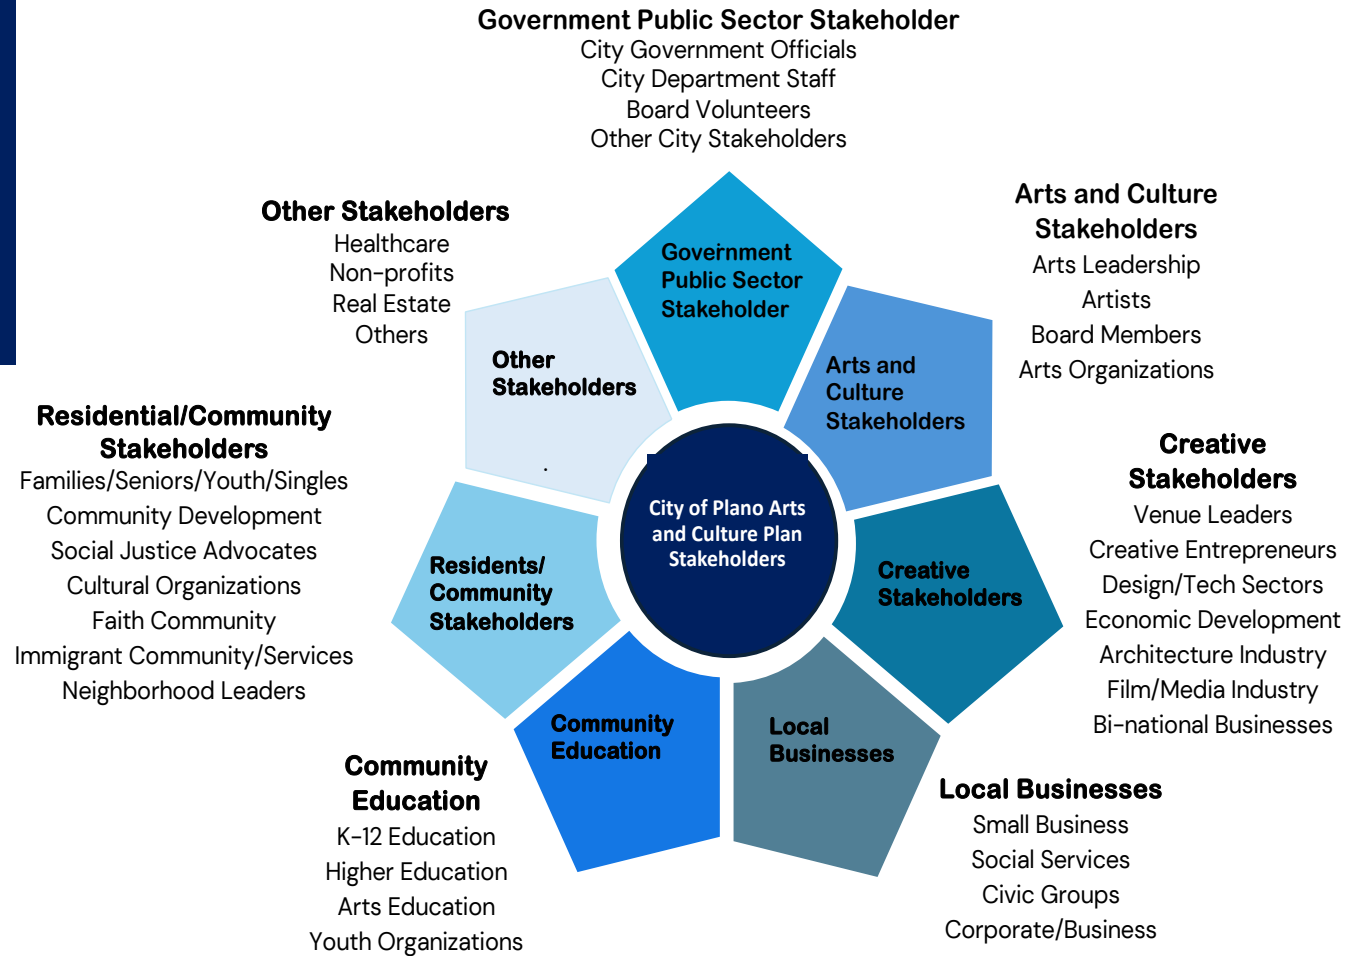 Government Public Sector Stakeholder
City Government Officials
City Department Staff
Board Volunteers
Other City Stakeholders
Arts and Culture
Stakeholders
Arts Leadership
Artists
Board Members
Arts Organizations
Creative
Stakeholders
Venue Leaders
Creative Entrepreneurs
Design/Tech Sectors
Economic Development
Architecture Industry
Film/Media Industry
Bi-national Businesses
Local Businesses
Small Business
Social Services
Civic Groups
Corporate/Business
Community
Education
K-12 Education
Higher Education
Arts Education
Youth Organizations
Residential/Community
Stakeholders
Families/Seniors/Youth/Singles
Community Development
Social Justice Advocates
Cultural Organizations
Faith Community
Immigrant Community/Services
Neighborhood Leaders
Other Stakeholders
Healthcare
Non-profits
Real Estate
Others
Government
Public Sector
Stakeholder
Arts and
Culture
Stakeholders
Creative
Stakeholders
Local
Businesses
Community
Education
Residents/
Community
Stakeholders
Other
Stakeholders
City of Plano Arts
and Culture Plan
Stakeholders